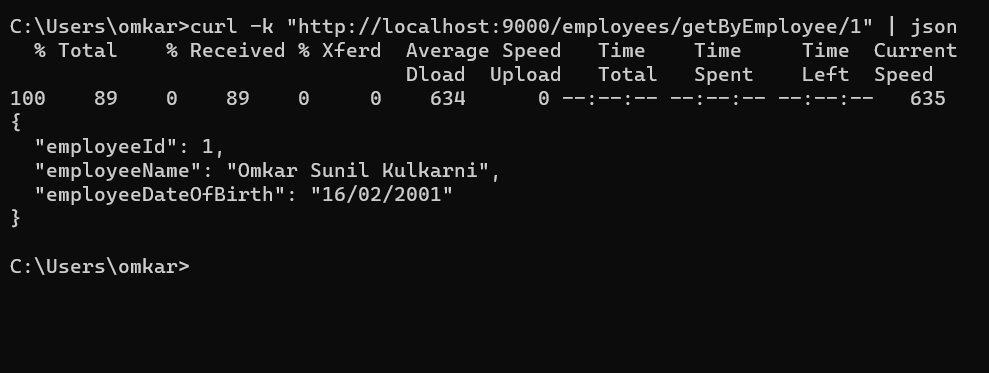 C:\Users\omkar>curl -k "http://localhost:9000/employees/getByEmployee/1" | json
  % Total    % Received % Xferd  Average Speed   Time    Time     Time  Current
                                 Dload  Upload   Total   Spent    Left  Speed
100    89    0    89    0     0    634      0 --:--:-- --:--:-- --:--:--   635
{
  "employeeId": 1,
  "employeeName": "Omkar Sunil Kulkarni",
  "employeeDateOfBirth": "16/02/2001"
}
C:\Users\omkar>